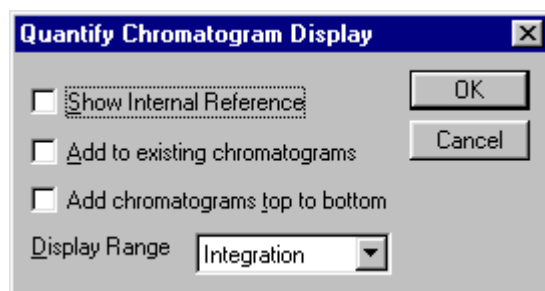 Quantify Chromatogram Display
Show Internal Reference
OK
Add to existing chromatograms
Cancel
Add chromatograms top to bottom
Display Range
Integration